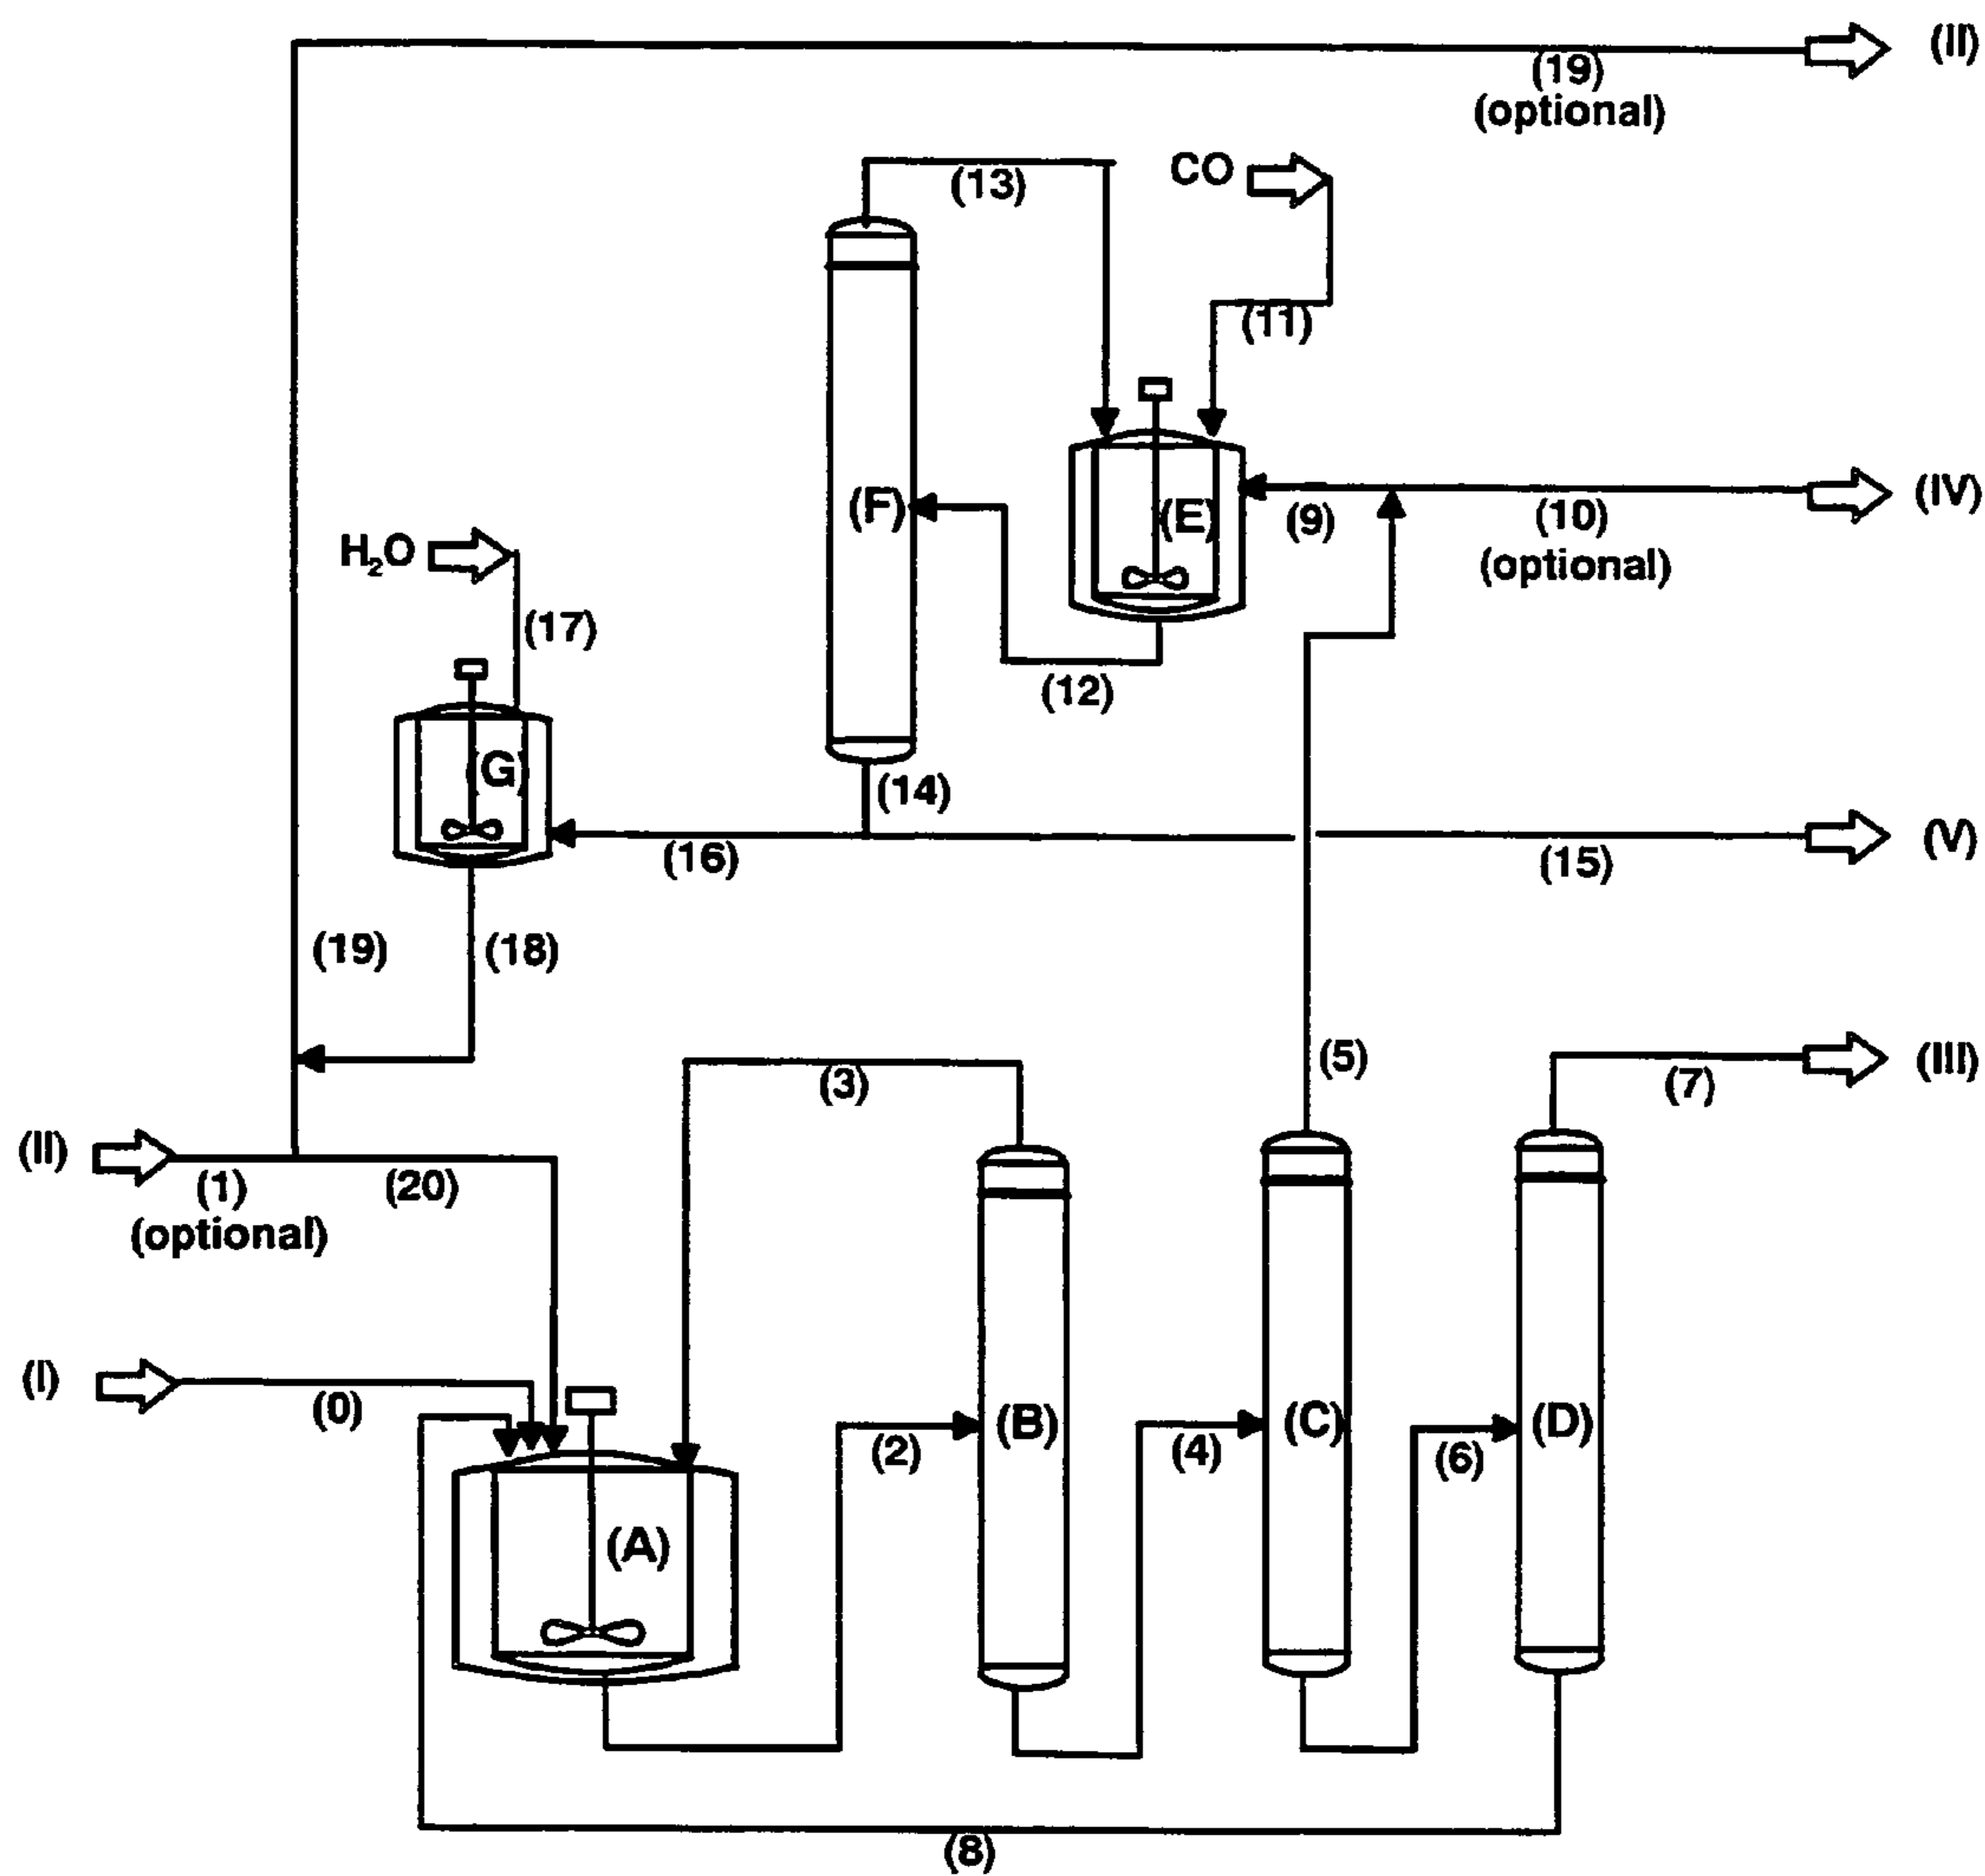 (II)
(19)
(optional)
(13)
CO
(11)
(F)
(E)
(9)
(10)
(optional)
(IV)
H₂O
(17)
(12)
(G)
(14)
(16)
(15)
(V)
(19)
(18)
(5)
(3)
(7)
(III)
(II)
(1)
(optional)
(20)
(I)
(0)
(2)
(B)
(4)
(C)
(6)
(D)
(A)
(8)